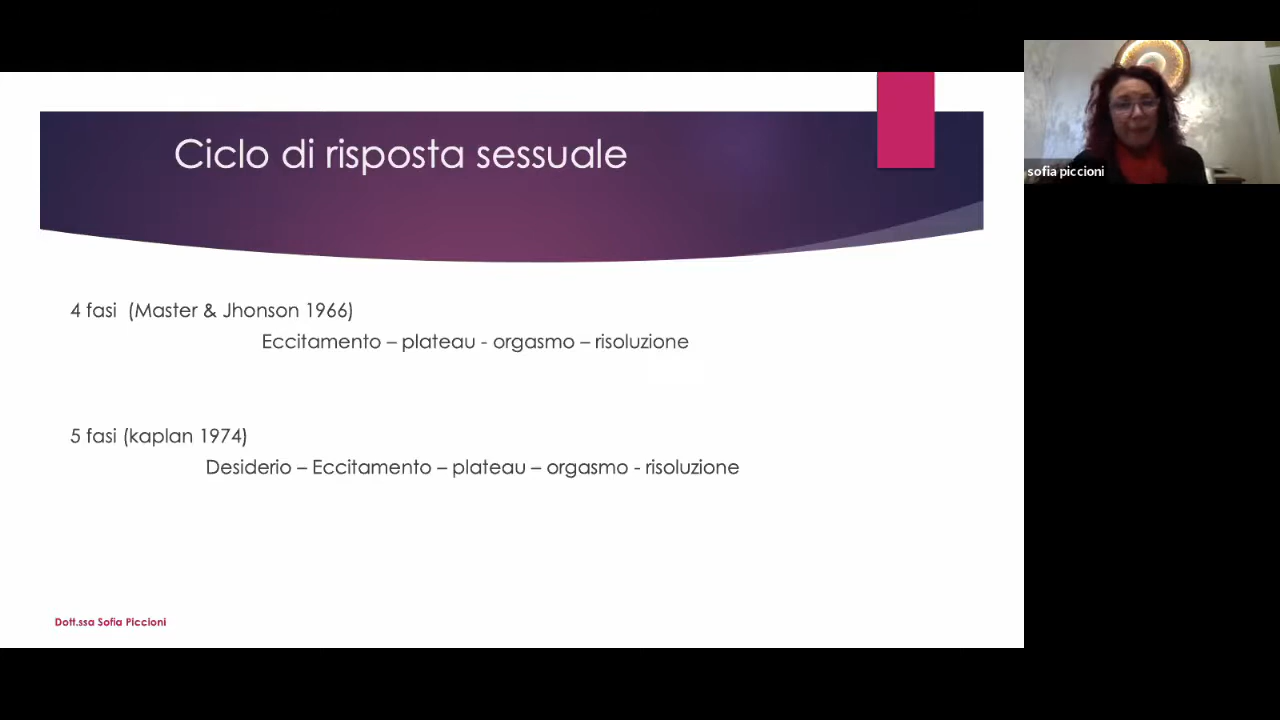 Ciclo di risposta sessuale
sofia piccioni
4 fasi (Master & Jhonson 1966)
Eccitamento – plateau - orgasmo – risoluzione
5 fasi (kaplan 1974)
Desiderio – Eccitamento – plateau – orgasmo - risoluzione
Dott.ssa Sofia Piccioni